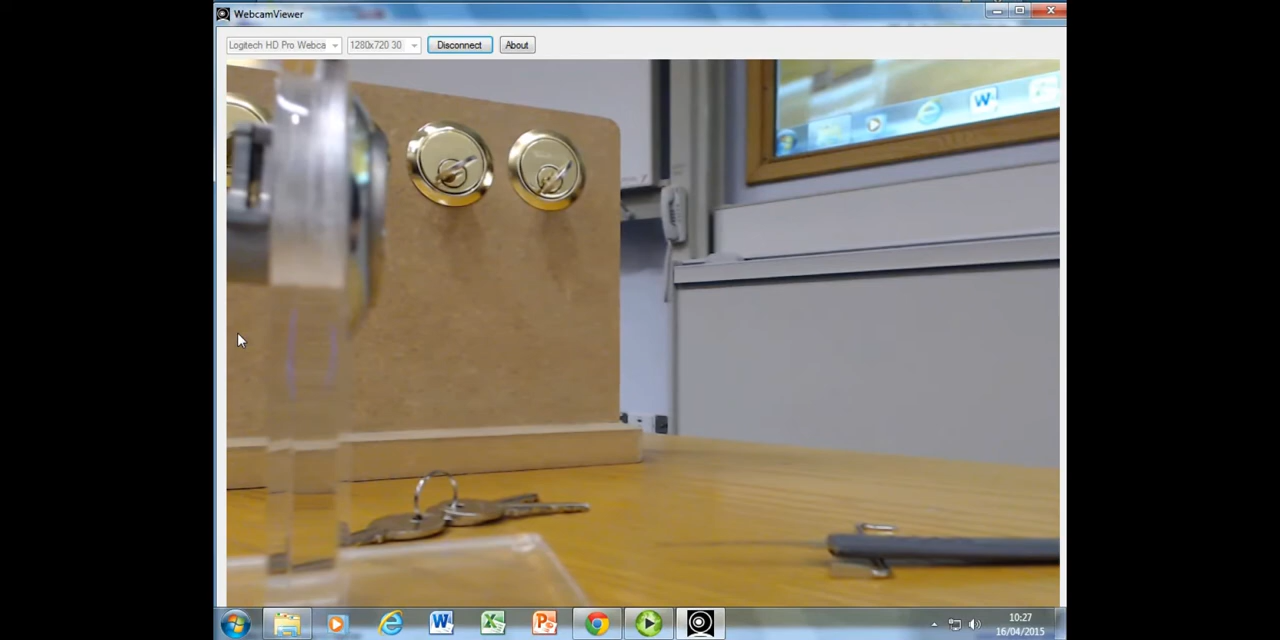 WebcamViewer
Logitech HD Pro Webca
1280x720 30
Disconnect
About
W
W
X
P
10:27
16/04/2015